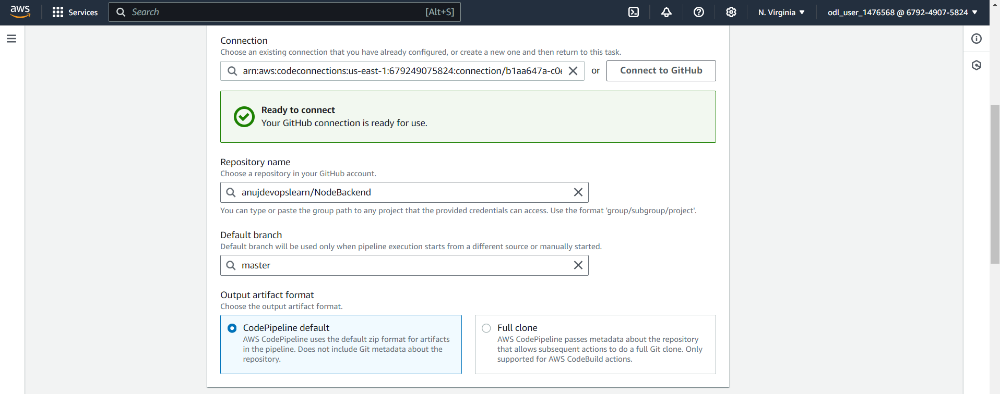 aws
Services
Search
[Alt+S]
N. Virginia
odl_user_1476568 @ 6792-4907-5824
Connection
Choose an existing connection that you have already configured, or create a new one and then return to this task.
arn:aws:codeconnections:us-east-1:679249075824:connection/b1aa647a-c0e
or
Connect to GitHub
Ready to connect
Your GitHub connection is ready for use.
Repository name
Choose a repository in your GitHub account.
anujdevopslearn/NodeBackend
You can type or paste the group path to any project that the provided credentials can access. Use the format 'group/subgroup/project'.
Default branch
Default branch will be used only when pipeline execution starts from a different source or manually started.
master
Output artifact format
Choose the output artifact format.
CodePipeline default
AWS CodePipeline uses the default zip format for artifacts
in the pipeline. Does not include Git metadata about the
repository.
Full clone
AWS CodePipeline passes metadata about the repository
that allows subsequent actions to do a full Git clone. Only
supported for AWS CodeBuild actions.